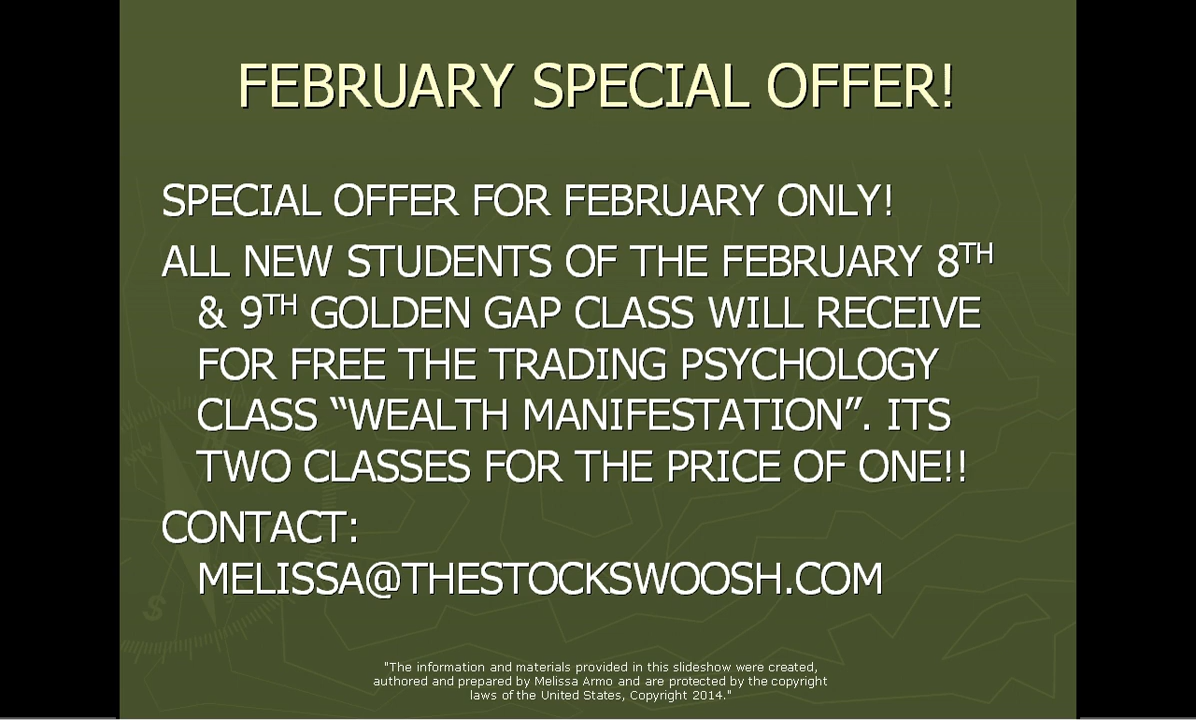 FEBRUARY SPECIAL OFFER!
SPECIAL OFFER FOR FEBRUARY ONLY!
ALL NEW STUDENTS OF THE FEBRUARY 8TH
& 9TH GOLDEN GAP CLASS WILL RECEIVE
FOR FREE THE TRADING PSYCHOLOGY
CLASS “WEALTH MANIFESTATION”. ITS
TWO CLASSES FOR THE PRICE OF ONE!!
CONTACT:
MELISSA@THESTOCKSWOOSH.COM
"The information and materials provided in this slideshow were created,
authored and prepared by Melissa Armo and are protected by the copyright
laws of the United States, Copyright 2014."